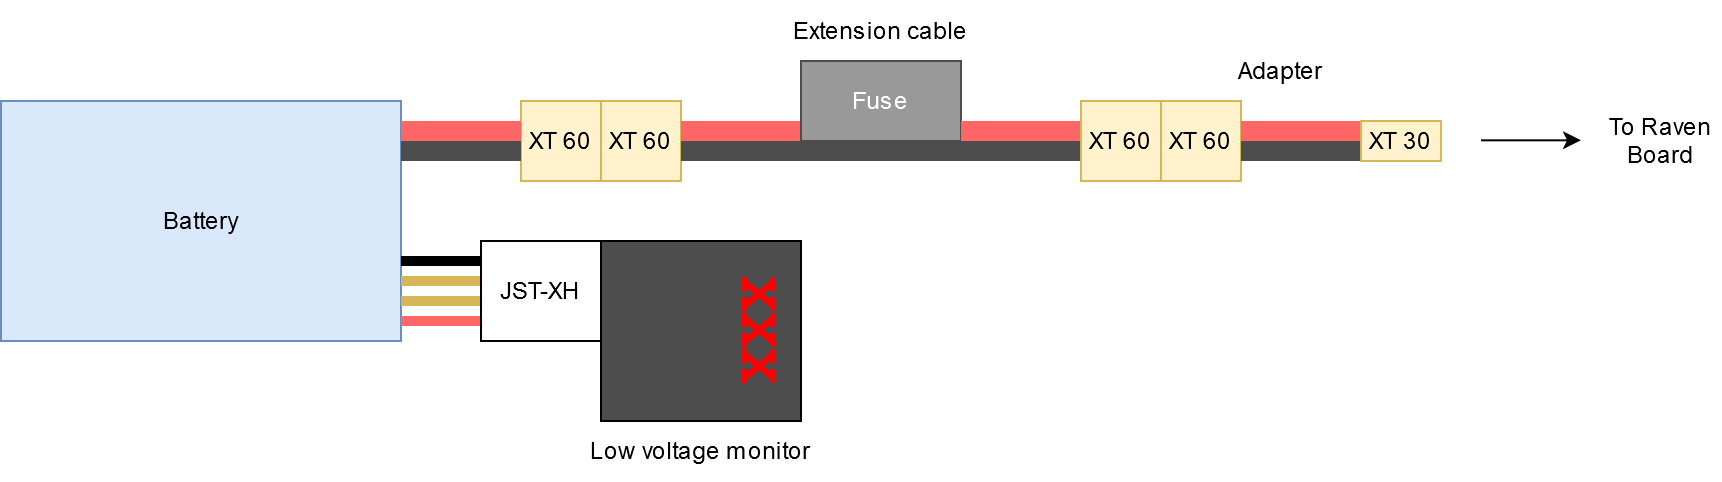 Extension cable
Adapter
Fuse
XT 60
XT 60
XT 60
XT 60
XT 30
To Raven
Board
Battery
JST-XH
XXX
Low voltage monitor